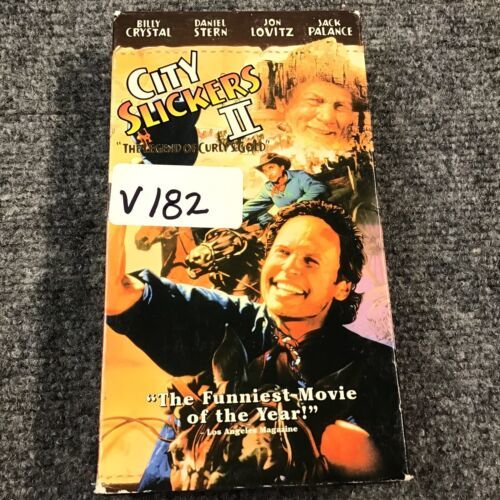 BILLY DANIEL JON JACK
CRYSTAL STERN LOVITZ PALANCE
CITY
SLICKERS
II
"THE LEGEND OF CURLY'S GOLD"
V182
"The Funniest Movie
of the Year!"
– Los Angeles Magazine